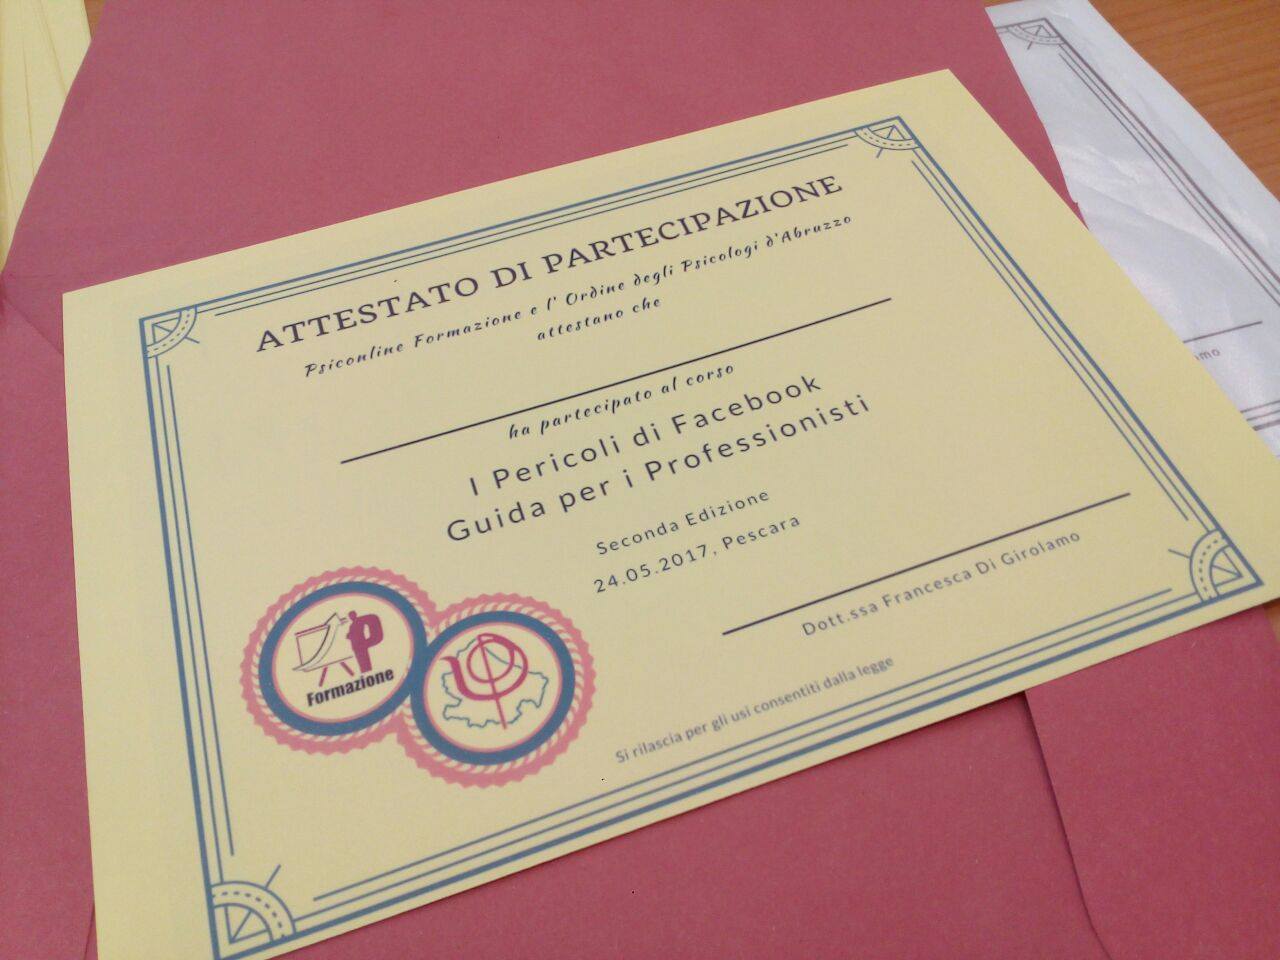 ATTESTATO DI PARTECIPAZIONE
Psiconline Formazione e l' Ordine degli Psicologi d'Abruzzo
attestano che
ha partecipato al corso
I Pericoli di Facebook
Guida per i Professionisti
Seconda Edizione
24.05.2017, Pescara
Dott.ssa Francesca Di Girolamo
Si rilascia per gli usi consentiti dalla legge
P
Formazione